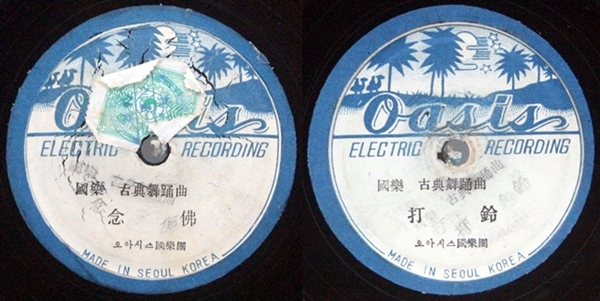 Oasis
ELECTRIC RECORDING
國樂 古典舞踊曲
念 佛
오아시스國樂團
MADE IN SEOUL KOREA
Oasis
ELECTRIC RECORDING
國樂 古典舞踊曲
打 鈴
오아시스國樂團
MADE IN SEOUL KOREA